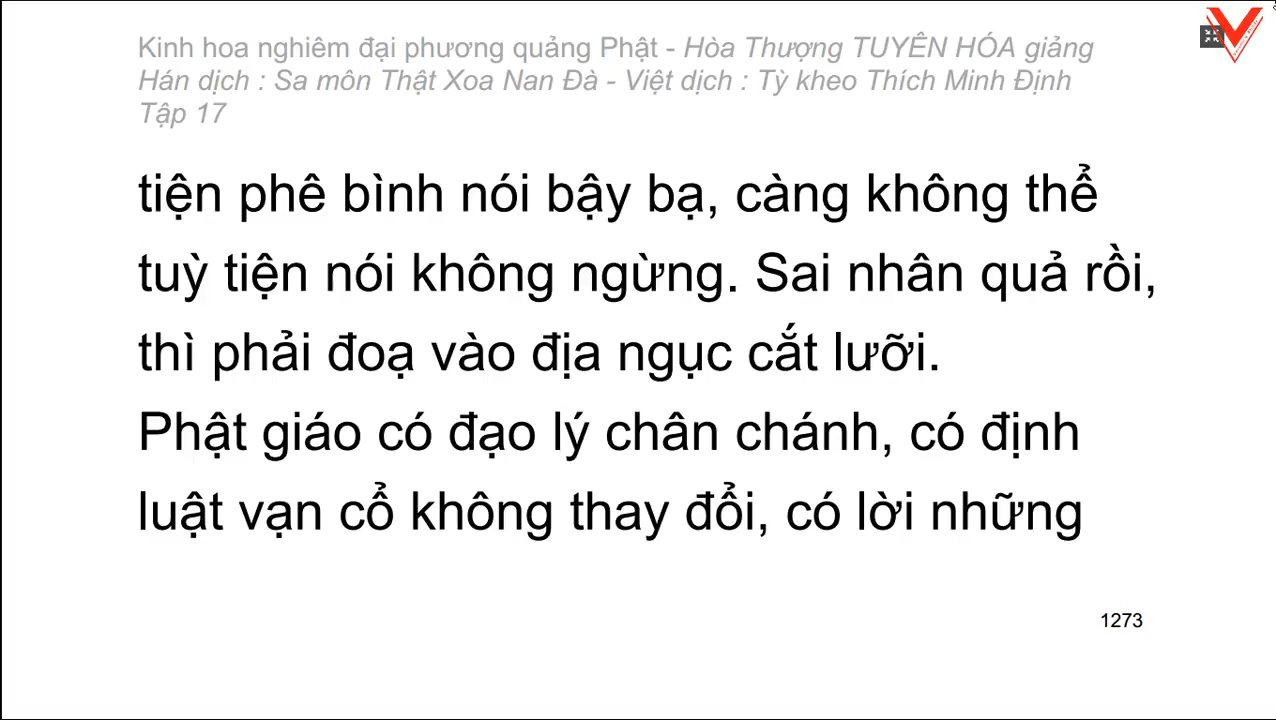 Kinh hoa nghiêm đại phương quảng Phật - Hòa Thượng TUYÊN HÓA giảng
Hán dịch : Sa môn Thật Xoa Nan Đà - Việt dịch : Tỳ kheo Thích Minh Định
Tập 17
tiện phê bình nói bậy bạ, càng không thể
tuỳ tiện nói không ngừng. Sai nhân quả rồi,
thì phải đoạ vào địa ngục cắt lưỡi.
Phật giáo có đạo lý chân chánh, có định
luật vạn cổ không thay đổi, có lời những
1273